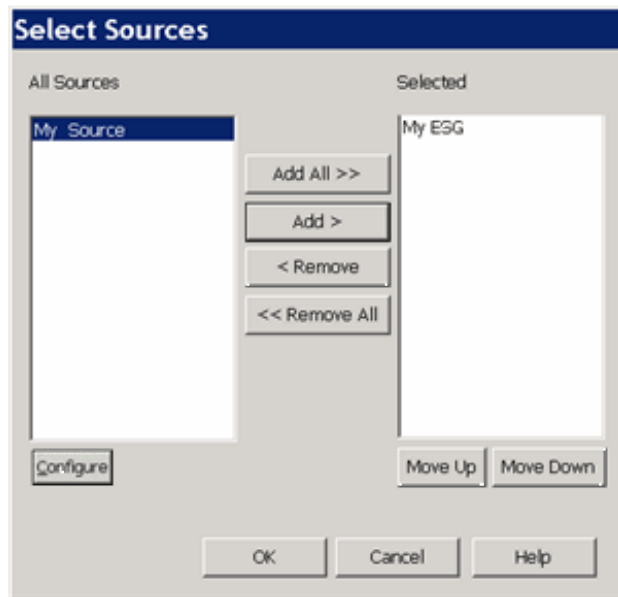 Select Sources
All Sources
Selected
My Source
My ESG
Add All >>
Add >
< Remove
<< Remove All
Configure
Move Up
Move Down
OK
Cancel
Help